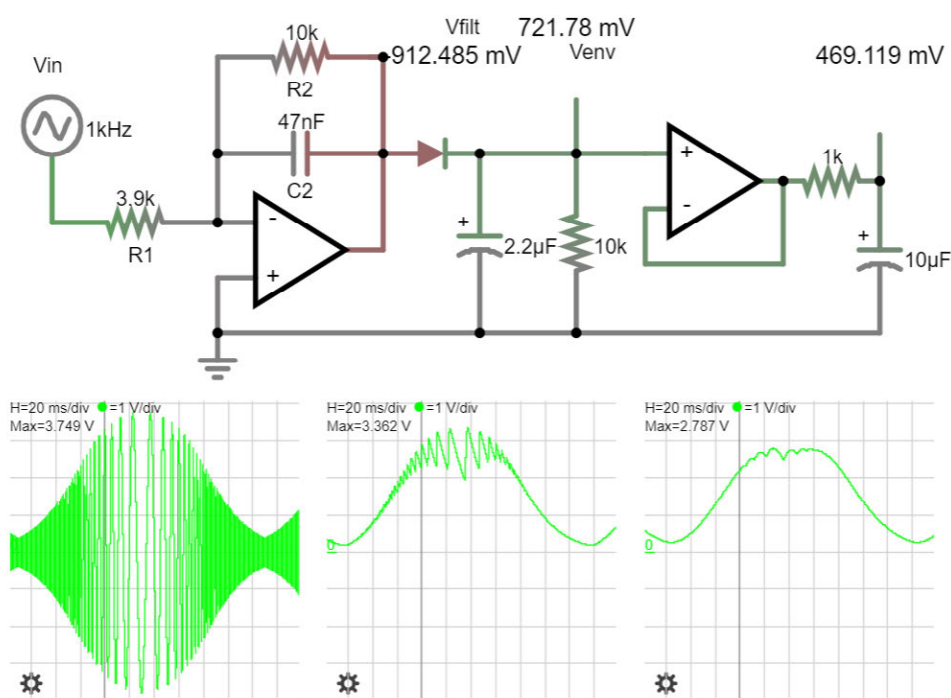 Vin
1kHz
3.9k
R1
10k
R2
47nF
C2
-
+
Vfilt
-912.485 mV
721.78 mV
Venv
+
2.2µF
10k
+
-
1k
469.119 mV
+
10µF
H=20 ms/div =1 V/div
Max=3.749 V
0
H=20 ms/div =1 V/div
Max=3.362 V
0
H=20 ms/div =1 V/div
Max=2.787 V
0